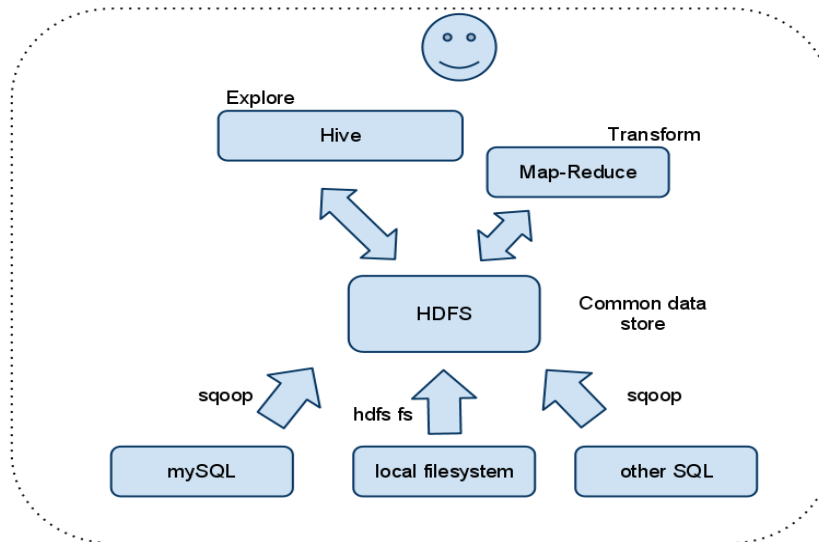 Explore
Hive
Transform
Map-Reduce
HDFS
Common data
store
sqoop
hdfs fs
sqoop
mySQL
local filesystem
other SQL